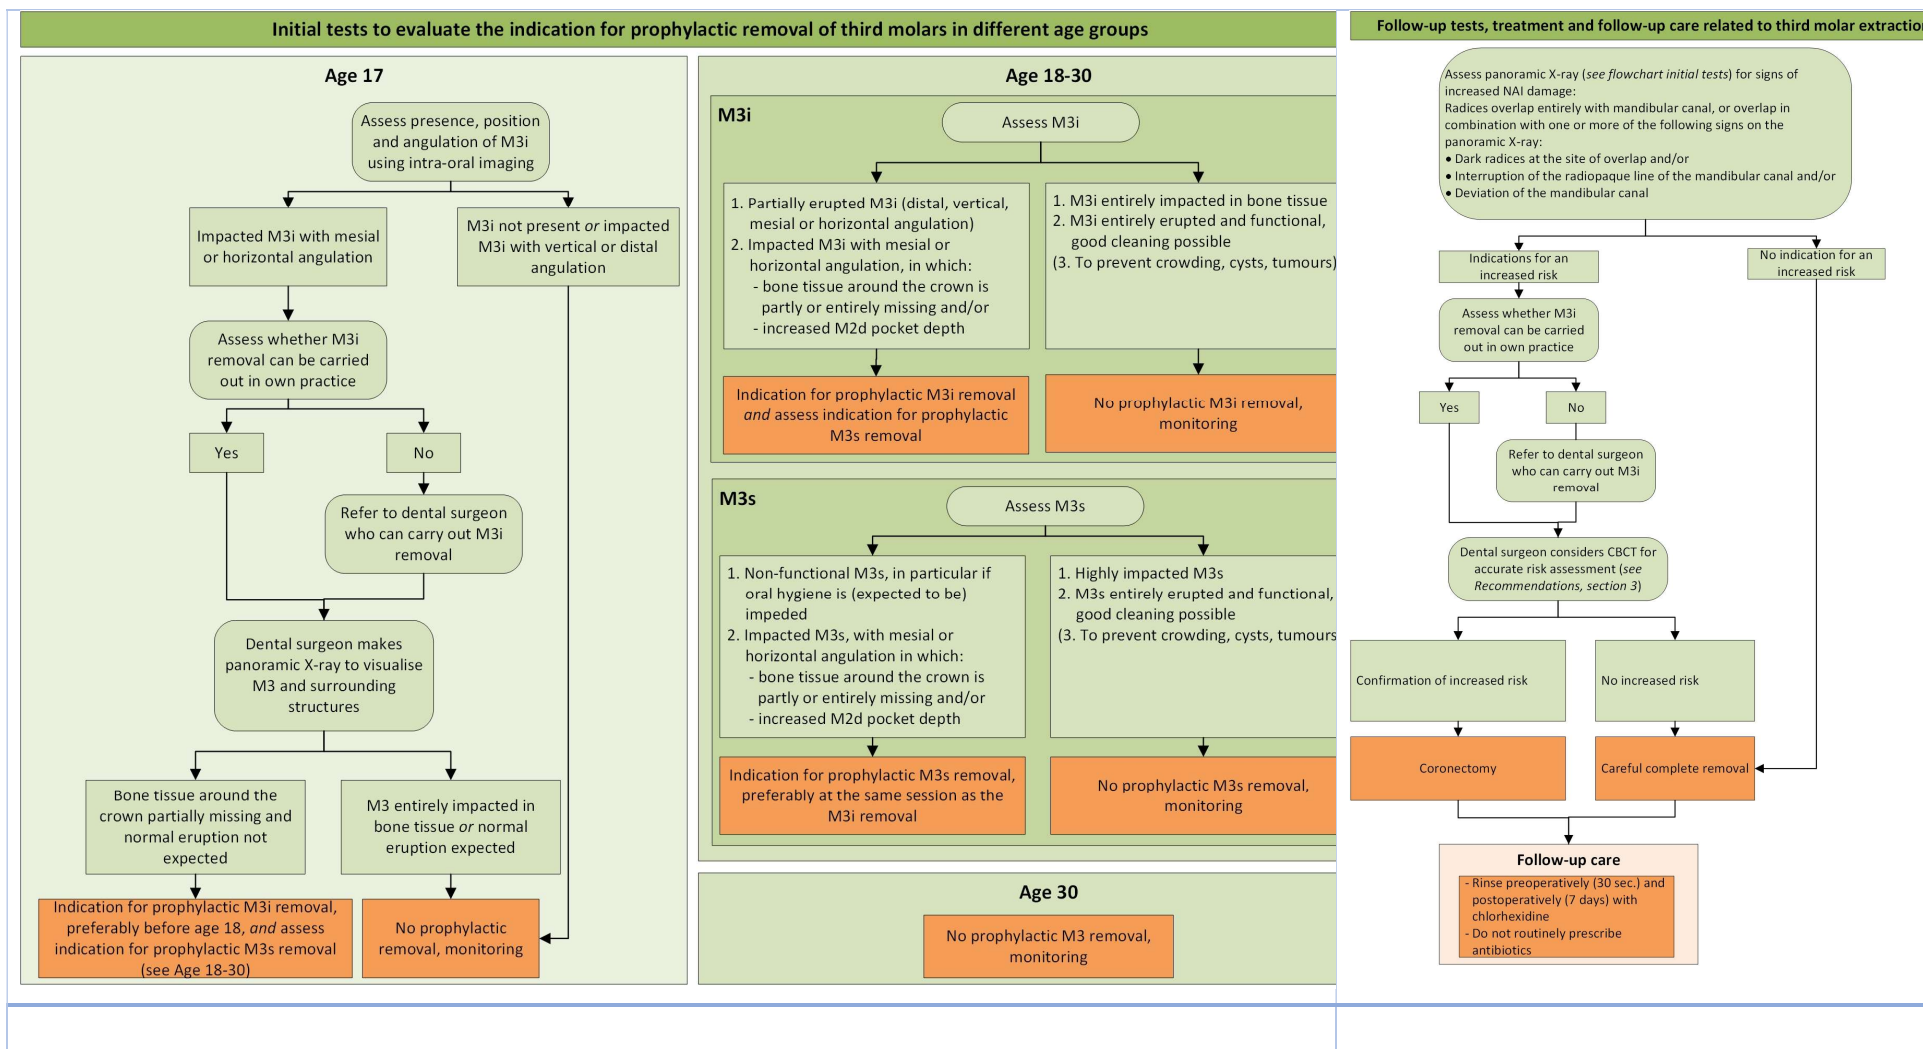 Initial tests to evaluate the indication for prophylactic removal of third molars in different age groups
Age 17
Assess presence, position
and angulation of M3i
using intra-oral imaging
Impacted M3i with mesial
or horizontal angulation
M3i not present or impacted
M3i with vertical or distal
angulation
Assess whether M3i
removal can be carried
out in own practice
Yes
No
Refer to dental surgeon
who can carry out M3i
removal
Dental surgeon makes
panoramic X-ray to visualise
M3 and surrounding
structures
Bone tissue around the
crown partially missing and
normal eruption not
expected
M3 entirely impacted in
bone tissue or normal
eruption expected
Indication for prophylactic M3i removal,
preferably before age 18, and assess
indication for prophylactic M3s removal
(see Age 18-30)
No prophylactic
removal, monitoring
Age 18-30
M3i
Assess M3i
1. Partially erupted M3i (distal, vertical,
mesial or horizontal angulation)
2. Impacted M3i with mesial or
horizontal angulation, in which:
- bone tissue around the crown is
partly or entirely missing and/or
- increased M2d pocket depth
1. M3i entirely impacted in bone tissue
2. M3i entirely erupted and functional,
good cleaning possible
(3. To prevent crowding, cysts, tumours)
Indication for prophylactic M3i removal
and assess indication for prophylactic
M3s removal
No prophylactic M3i removal,
monitoring
M3s
Assess M3s
1. Non-functional M3s, in particular if
oral hygiene is (expected to be)
impeded
2. Impacted M3s, with mesial or
horizontal angulation in which:
- bone tissue around the crown is
partly or entirely missing and/or
- increased M2d pocket depth
1. Highly impacted M3s
2. M3s entirely erupted and functional,
good cleaning possible
(3. To prevent crowding, cysts, tumours
Indication for prophylactic M3s removal,
preferably at the same session as the
M3i removal
No prophylactic M3s removal,
monitoring
Age 30
No prophylactic M3 removal,
monitoring
Follow-up tests, treatment and follow-up care related to third molar extraction
Assess panoramic X-ray (see flowchart initial tests) for signs of
increased NAI damage:
Radices overlap entirely with mandibular canal, or overlap in
combination with one or more of the following signs on the
panoramic X-ray:
● Dark radices at the site of overlap and/or
● Interruption of the radiopaque line of the mandibular canal and/or
● Deviation of the mandibular canal
Indications for an
increased risk
No indication for an
increased risk
Assess whether M3i
removal can be carried
out in own practice
Yes
No
Refer to dental surgeon
who can carry out M3i
removal
Dental surgeon considers CBCT for
accurate risk assessment (see
Recommendations, section 3)
Confirmation of increased risk
No increased risk
Coronectomy
Careful complete removal
Follow-up care
- Rinse preoperatively (30 sec.) and
postoperatively (7 days) with
chlorhexidine
- Do not routinely prescribe
antibiotics